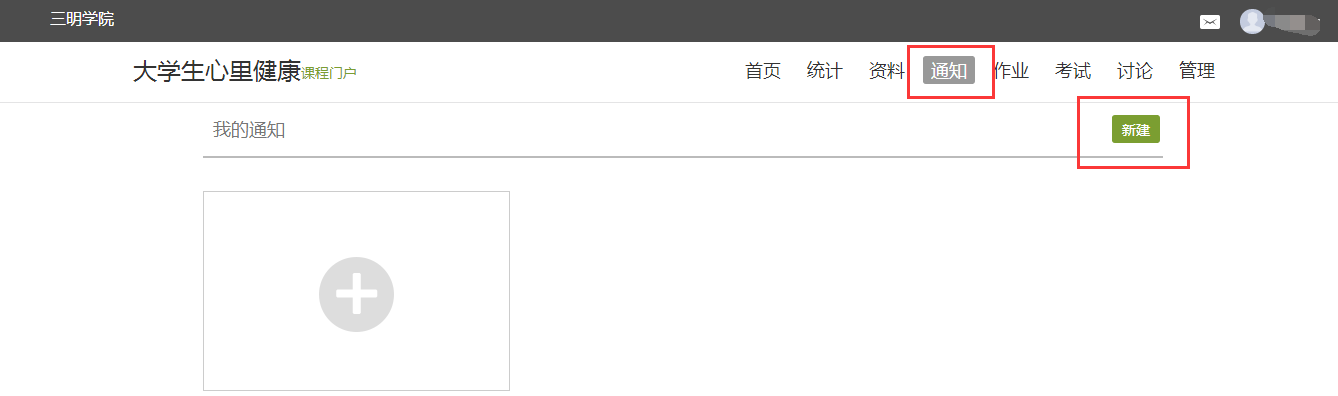 三明学院
大学生心里健康课程门户 首页 统计 资料 通知 作业 考试 讨论 管理
我的通知 新建